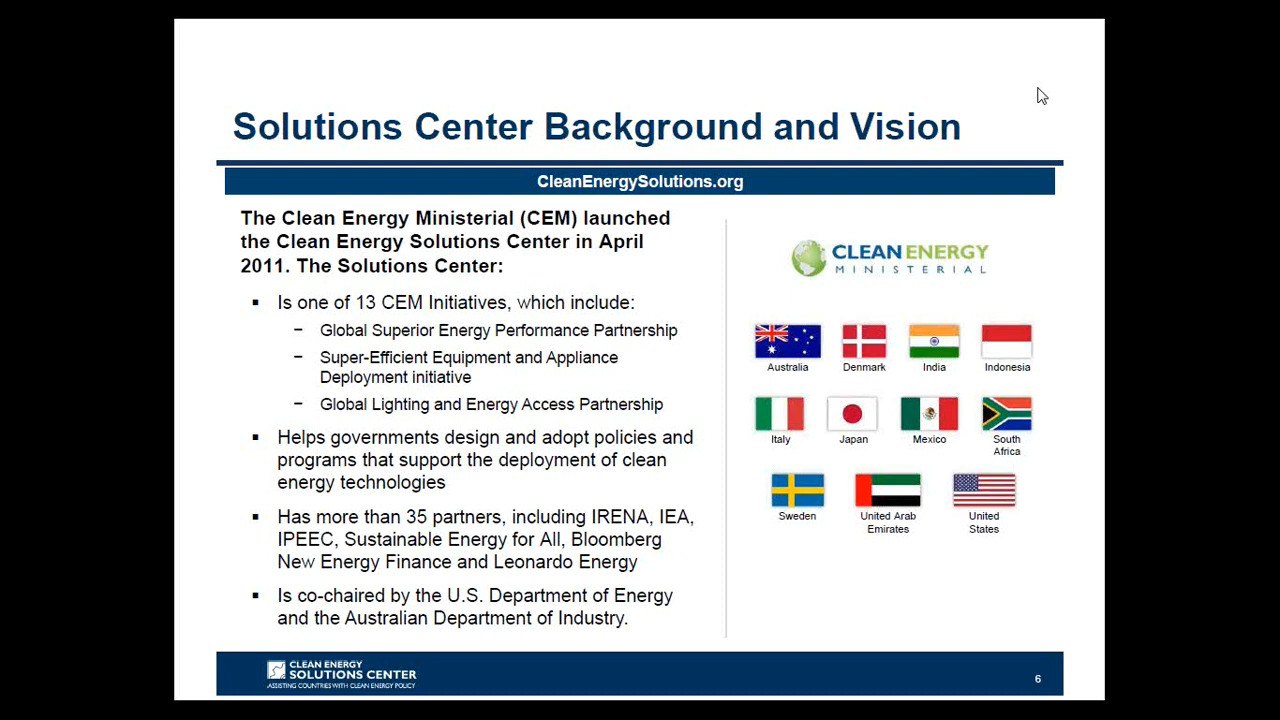 Solutions Center Background and Vision
CleanEnergySolutions.org
The Clean Energy Ministerial (CEM) launched
the Clean Energy Solutions Center in April
2011. The Solutions Center:
▪ Is one of 13 CEM Initiatives, which include:
− Global Superior Energy Performance Partnership
− Super-Efficient Equipment and Appliance
Deployment initiative
− Global Lighting and Energy Access Partnership
▪ Helps governments design and adopt policies and
programs that support the deployment of clean
energy technologies
▪ Has more than 35 partners, including IRENA, IEA,
IPEEC, Sustainable Energy for All, Bloomberg
New Energy Finance and Leonardo Energy
▪ Is co-chaired by the U.S. Department of Energy
and the Australian Department of Industry.
CLEAN ENERGY
MINISTERIAL
Australia Denmark India Indonesia
Italy Japan Mexico South
Africa
Sweden United Arab United
Emirates States
CLEAN ENERGY
SOLUTIONS CENTER
ASSISTING COUNTRIES WITH CLEAN ENERGY POLICY
6